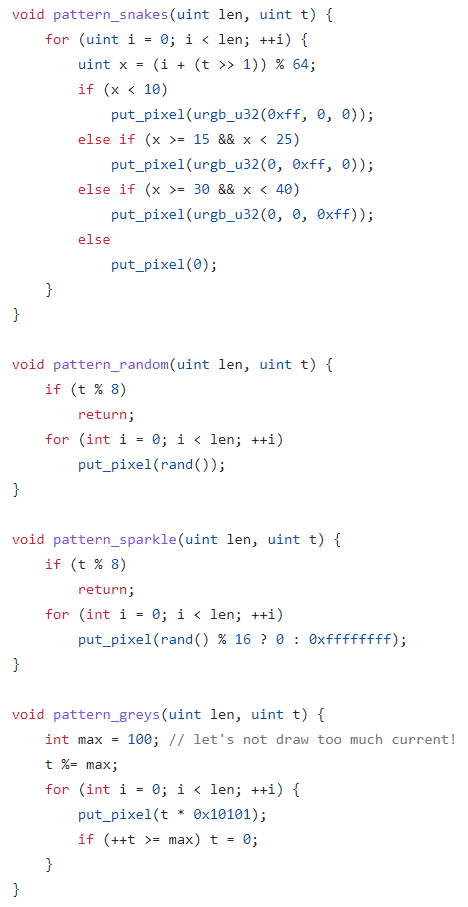 void pattern_snakes(uint len, uint t) {
    for (uint i = 0; i < len; ++i) {
        uint x = (i + (t >> 1)) % 64;
        if (x < 10)
            put_pixel(urgb_u32(0xff, 0, 0));
        else if (x >= 15 && x < 25)
            put_pixel(urgb_u32(0, 0xff, 0));
        else if (x >= 30 && x < 40)
            put_pixel(urgb_u32(0, 0, 0xff));
        else
            put_pixel(0);
    }
}

void pattern_random(uint len, uint t) {
    if (t % 8)
        return;
    for (int i = 0; i < len; ++i)
        put_pixel(rand());
}

void pattern_sparkle(uint len, uint t) {
    if (t % 8)
        return;
    for (int i = 0; i < len; ++i)
        put_pixel(rand() % 16 ? 0 : 0xffffffff);
}

void pattern_greys(uint len, uint t) {
    int max = 100; // let's not draw too much current!
    t %= max;
    for (int i = 0; i < len; ++i) {
        put_pixel(t * 0x10101);
        if (++t >= max) t = 0;
    }
}